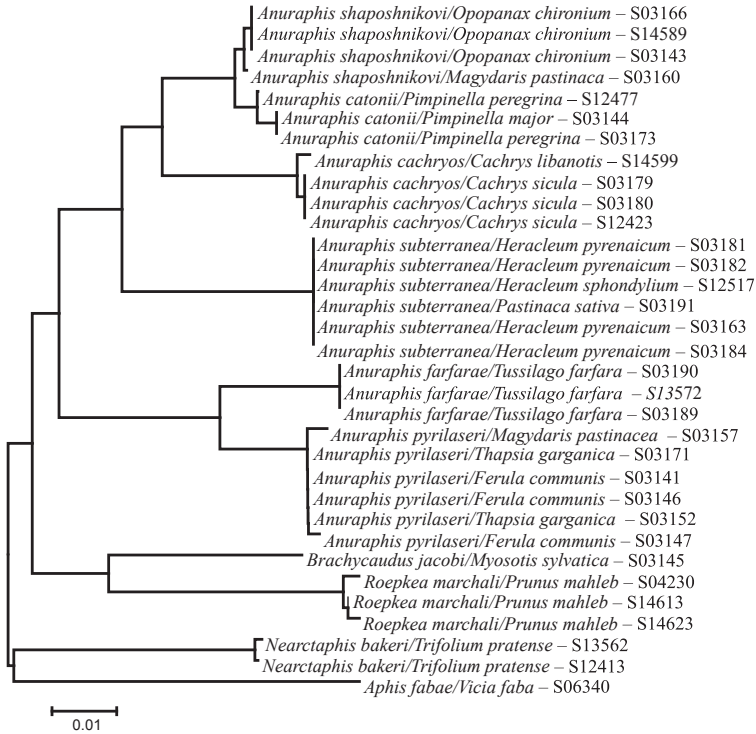 Anuraphis shaposhnikovi/Opopanax chironium – S03166
Anuraphis shaposhnikovi/Opopanax chironium – S14589
Anuraphis shaposhnikovi/Opopanax chironium – S03143
Anuraphis shaposhnikovi/Magydaris pastinaca – S03160
Anuraphis catonii/Pimpinella peregrina – S12477
Anuraphis catonii/Pimpinella major – S03144
Anuraphis catonii/Pimpinella peregrina – S03173
Anuraphis cachryos/Cachrys libanotis – S14599
Anuraphis cachryos/Cachrys sicula – S03179
Anuraphis cachryos/Cachrys sicula – S03180
Anuraphis cachryos/Cachrys sicula – S12423
Anuraphis subterranea/Heracleum pyrenaicum – S03181
Anuraphis subterranea/Heracleum pyrenaicum – S03182
Anuraphis subterranea/Heracleum sphondylium – S12517
Anuraphis subterranea/Pastinaca sativa – S03191
Anuraphis subterranea/Heracleum pyrenaicum – S03163
Anuraphis subterranea/Heracleum pyrenaicum – S03184
Anuraphis farfarae/Tussilago farfara – S03190
Anuraphis farfarae/Tussilago farfara – S13572
Anuraphis farfarae/Tussilago farfara – S03189
Anuraphis pyrilaseri/Magydaris pastinacea – S03157
Anuraphis pyrilaseri/Thapsia garganica – S03171
Anuraphis pyrilaseri/Ferula communis – S03141
Anuraphis pyrilaseri/Ferula communis – S03146
Anuraphis pyrilaseri/Thapsia garganica – S03152
Anuraphis pyrilaseri/Ferula communis – S03147
Brachycaudus jacobi/Myosotis sylvatica – S03145
Roepkea marchali/Prunus mahleb – S04230
Roepkea marchali/Prunus mahleb – S14613
Roepkea marchali/Prunus mahleb – S14623
Nearctaphis bakeri/Trifolium pratense – S13562
Nearctaphis bakeri/Trifolium pratense – S12413
Aphis fabae/Vicia faba – S06340
0.01